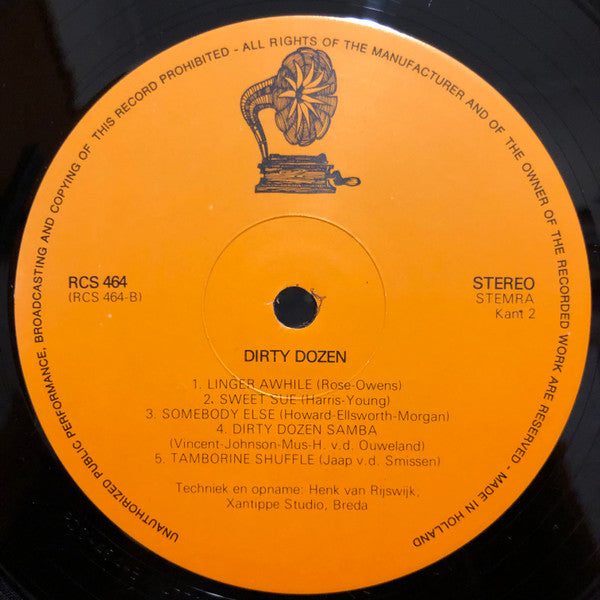 UNAUTHORIZED PUBLIC PERFORMANCE, BROADCASTING AND COPYING OF THIS RECORD PROHIBITED - ALL RIGHTS OF THE MANUFACTURER AND OF THE OWNER OF THE RECORDED WORK ARE RESERVED - MADE IN HOLLAND
RCS 464
(RCS 464-B)
STEREO
STEMRA
Kant 2
DIRTY DOZEN
1. LINGER AWHILE (Rose-Owens)
2. SWEET SUE (Harris-Young)
3. SOMEBODY ELSE (Howard-Ellsworth-Morgan)
4. DIRTY DOZEN SAMBA
(Vincent-Johnson-Mus-H. v.d. Ouweland)
5. TAMBORINE SHUFFLE (Jaap v.d. Smissen)
Techniek en opname: Henk van Rijswijk,
Xantippe Studio, Breda